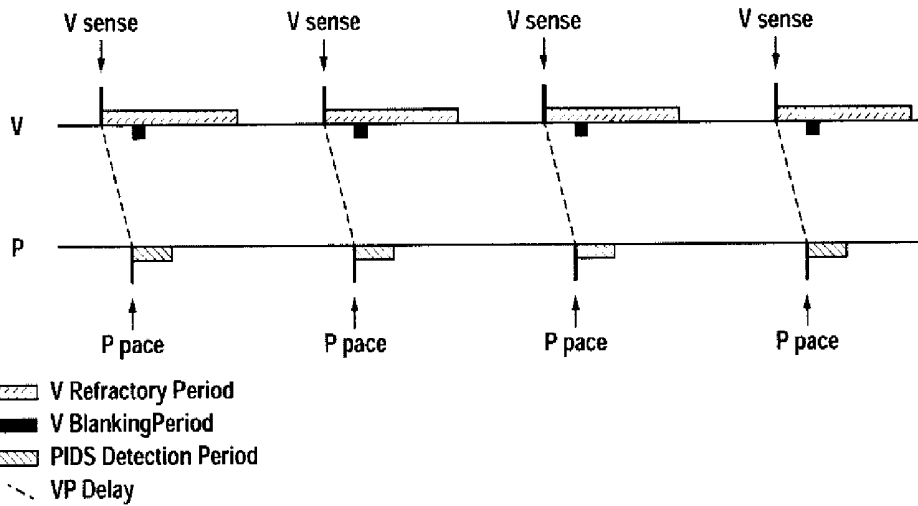 V sense V sense V sense V sense
V
P
P pace P pace P pace P pace
V Refractory Period
V BlankingPeriod
PIDS Detection Period
VP Delay